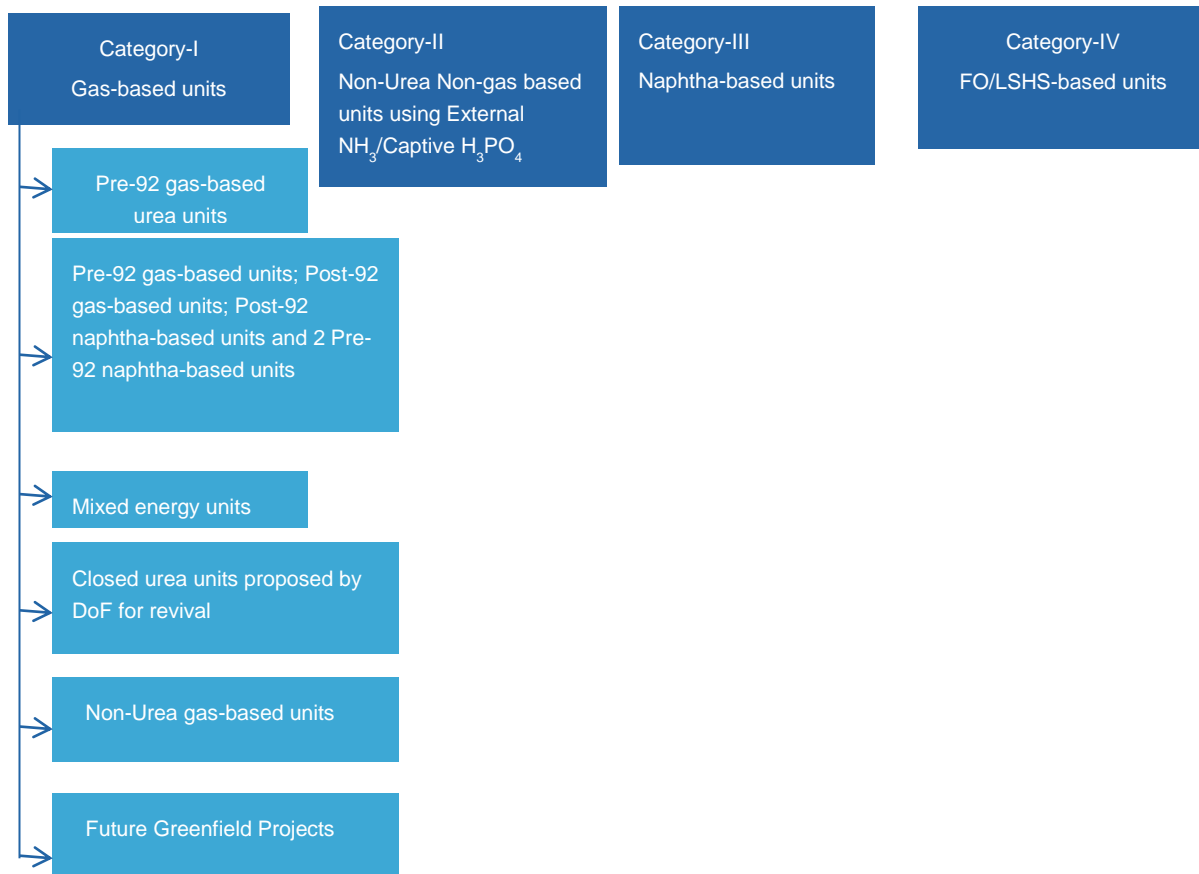 Category-I
Gas-based units
Category-II
Non-Urea Non-gas based
units using External
NH₃/Captive H₃PO₄
Category-III
Naphtha-based units
Category-IV
FO/LSHS-based units
Pre-92 gas-based
urea units
Pre-92 gas-based units; Post-92
gas-based units; Post-92
naphtha-based units and 2 Pre-
92 naphtha-based units
Mixed energy units
Closed urea units proposed by
DoF for revival
Non-Urea gas-based units
Future Greenfield Projects